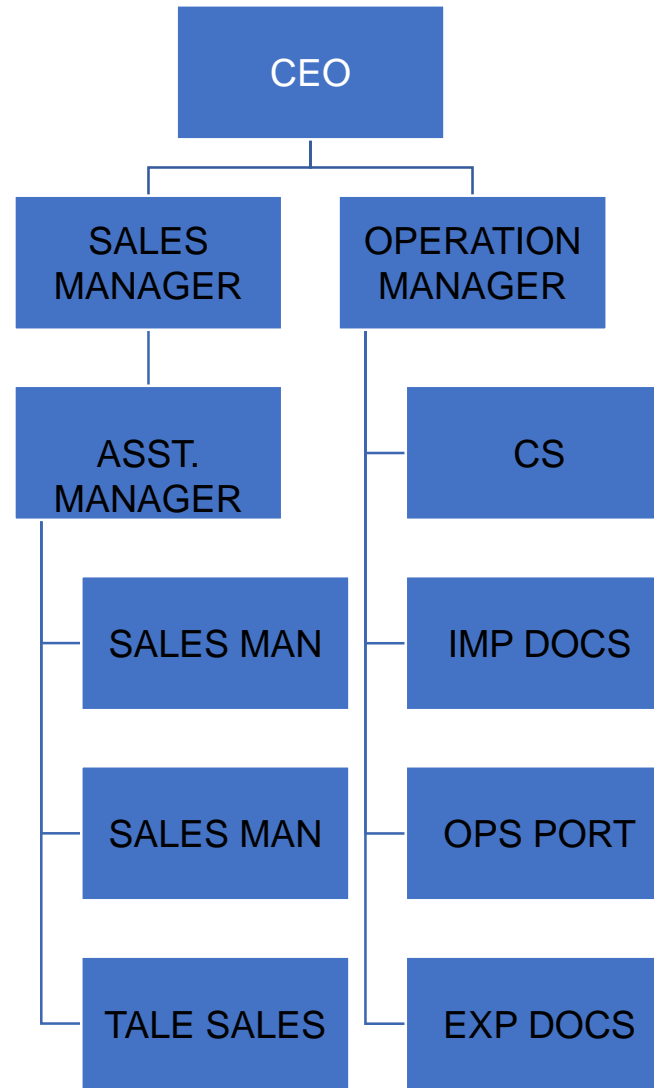 CEO
SALES
MANAGER
OPERATION
MANAGER
ASST.
MANAGER
CS
SALES MAN
IMP DOCS
SALES MAN
OPS PORT
TALE SALES
EXP DOCS